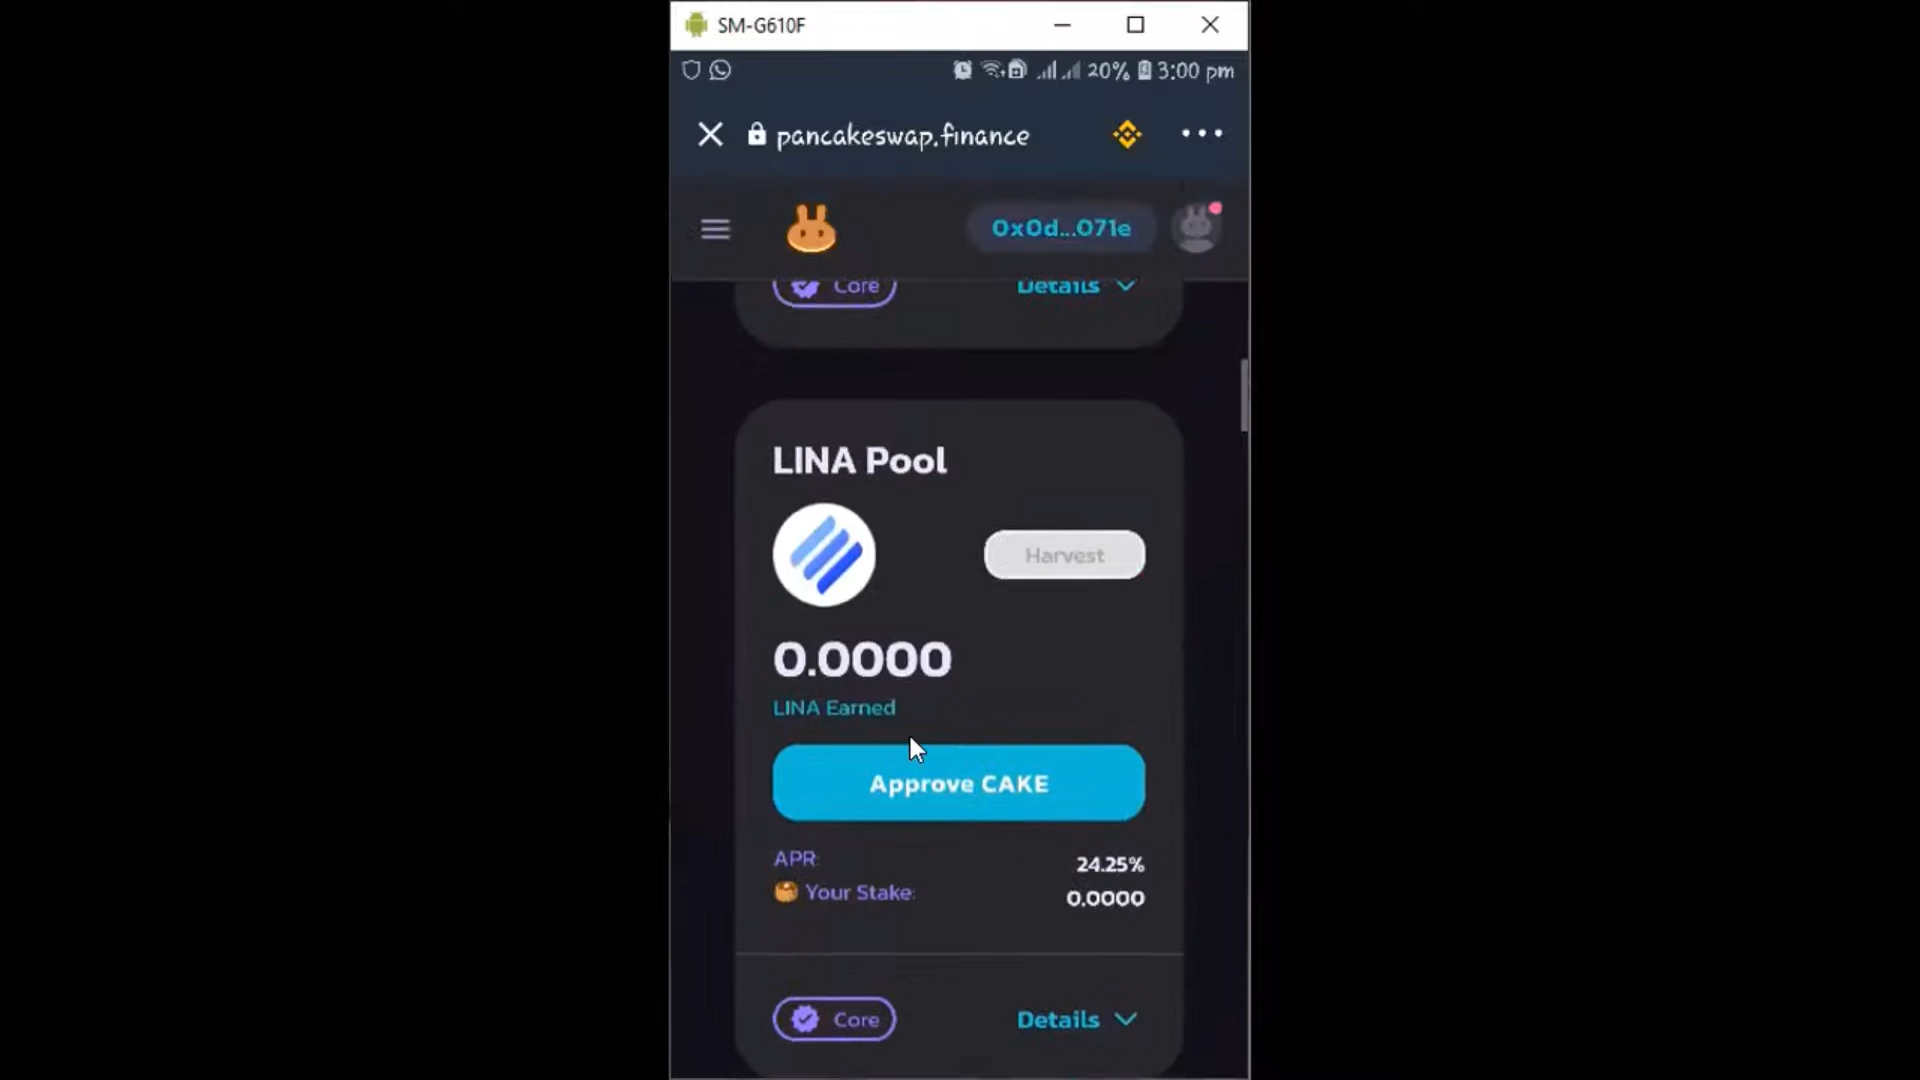 SM-G610F
20% 3:00 pm
pancakeswap.finance
0x0d...071e
Core Details
LINA Pool
Harvest
0.0000
LINA Earned
Approve CAKE
APR: 24.25%
Your Stake: 0.0000
Core Details